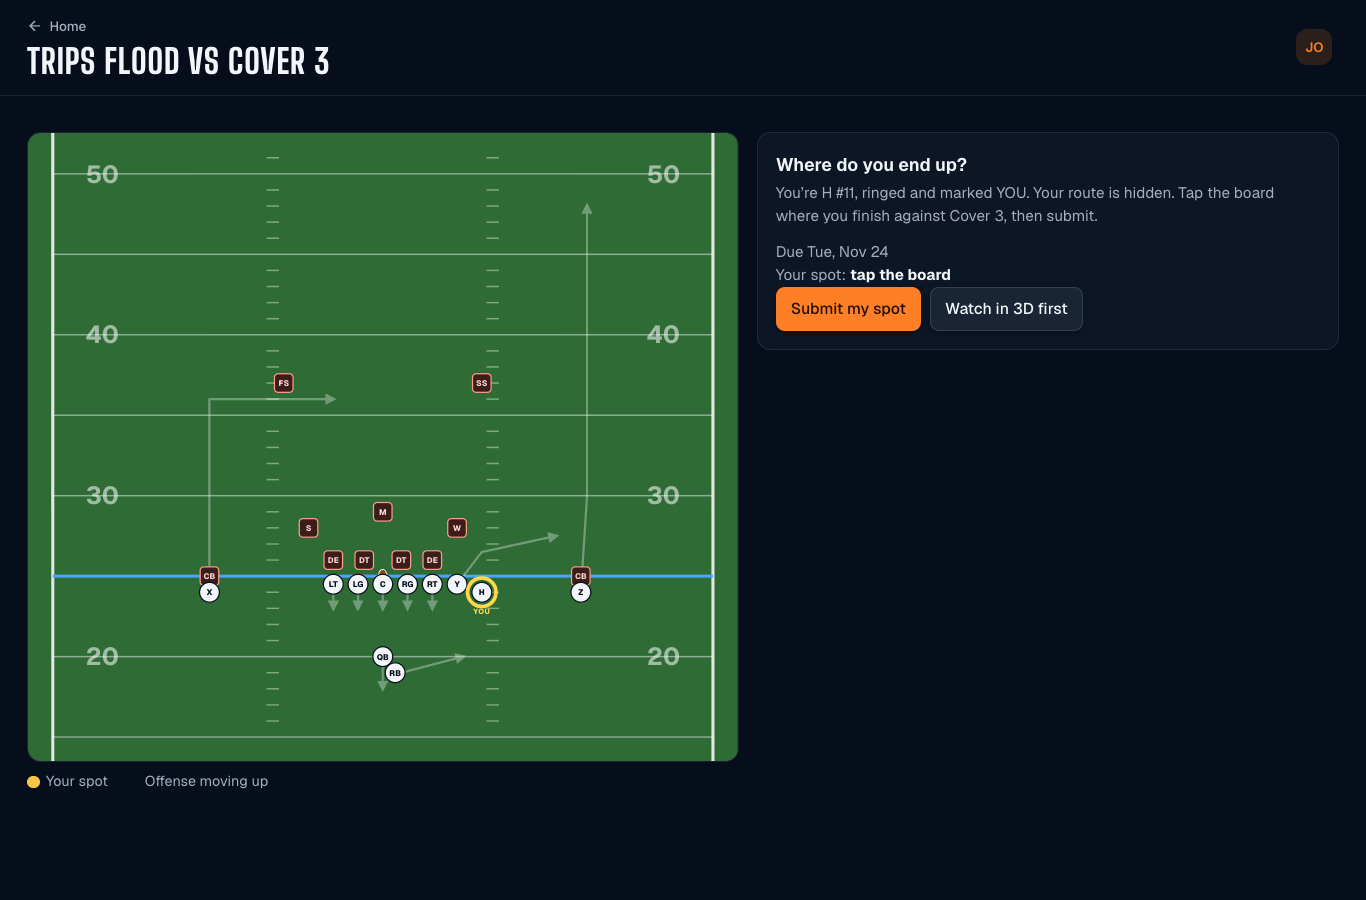 Home
TRIPS FLOOD VS COVER 3
JO
50 50
40 40
FS SS
30 30
M
S W
DE DT DT DE
CB CB
LT LG C RG RT Y
X H Z
YOU
20 QB 20
RB
Your spot Offense moving up
Where do you end up?
You're H #11, ringed and marked YOU. Your route is hidden. Tap the board
where you finish against Cover 3, then submit.
Due Tue, Nov 24
Your spot: tap the board
Submit my spot Watch in 3D first